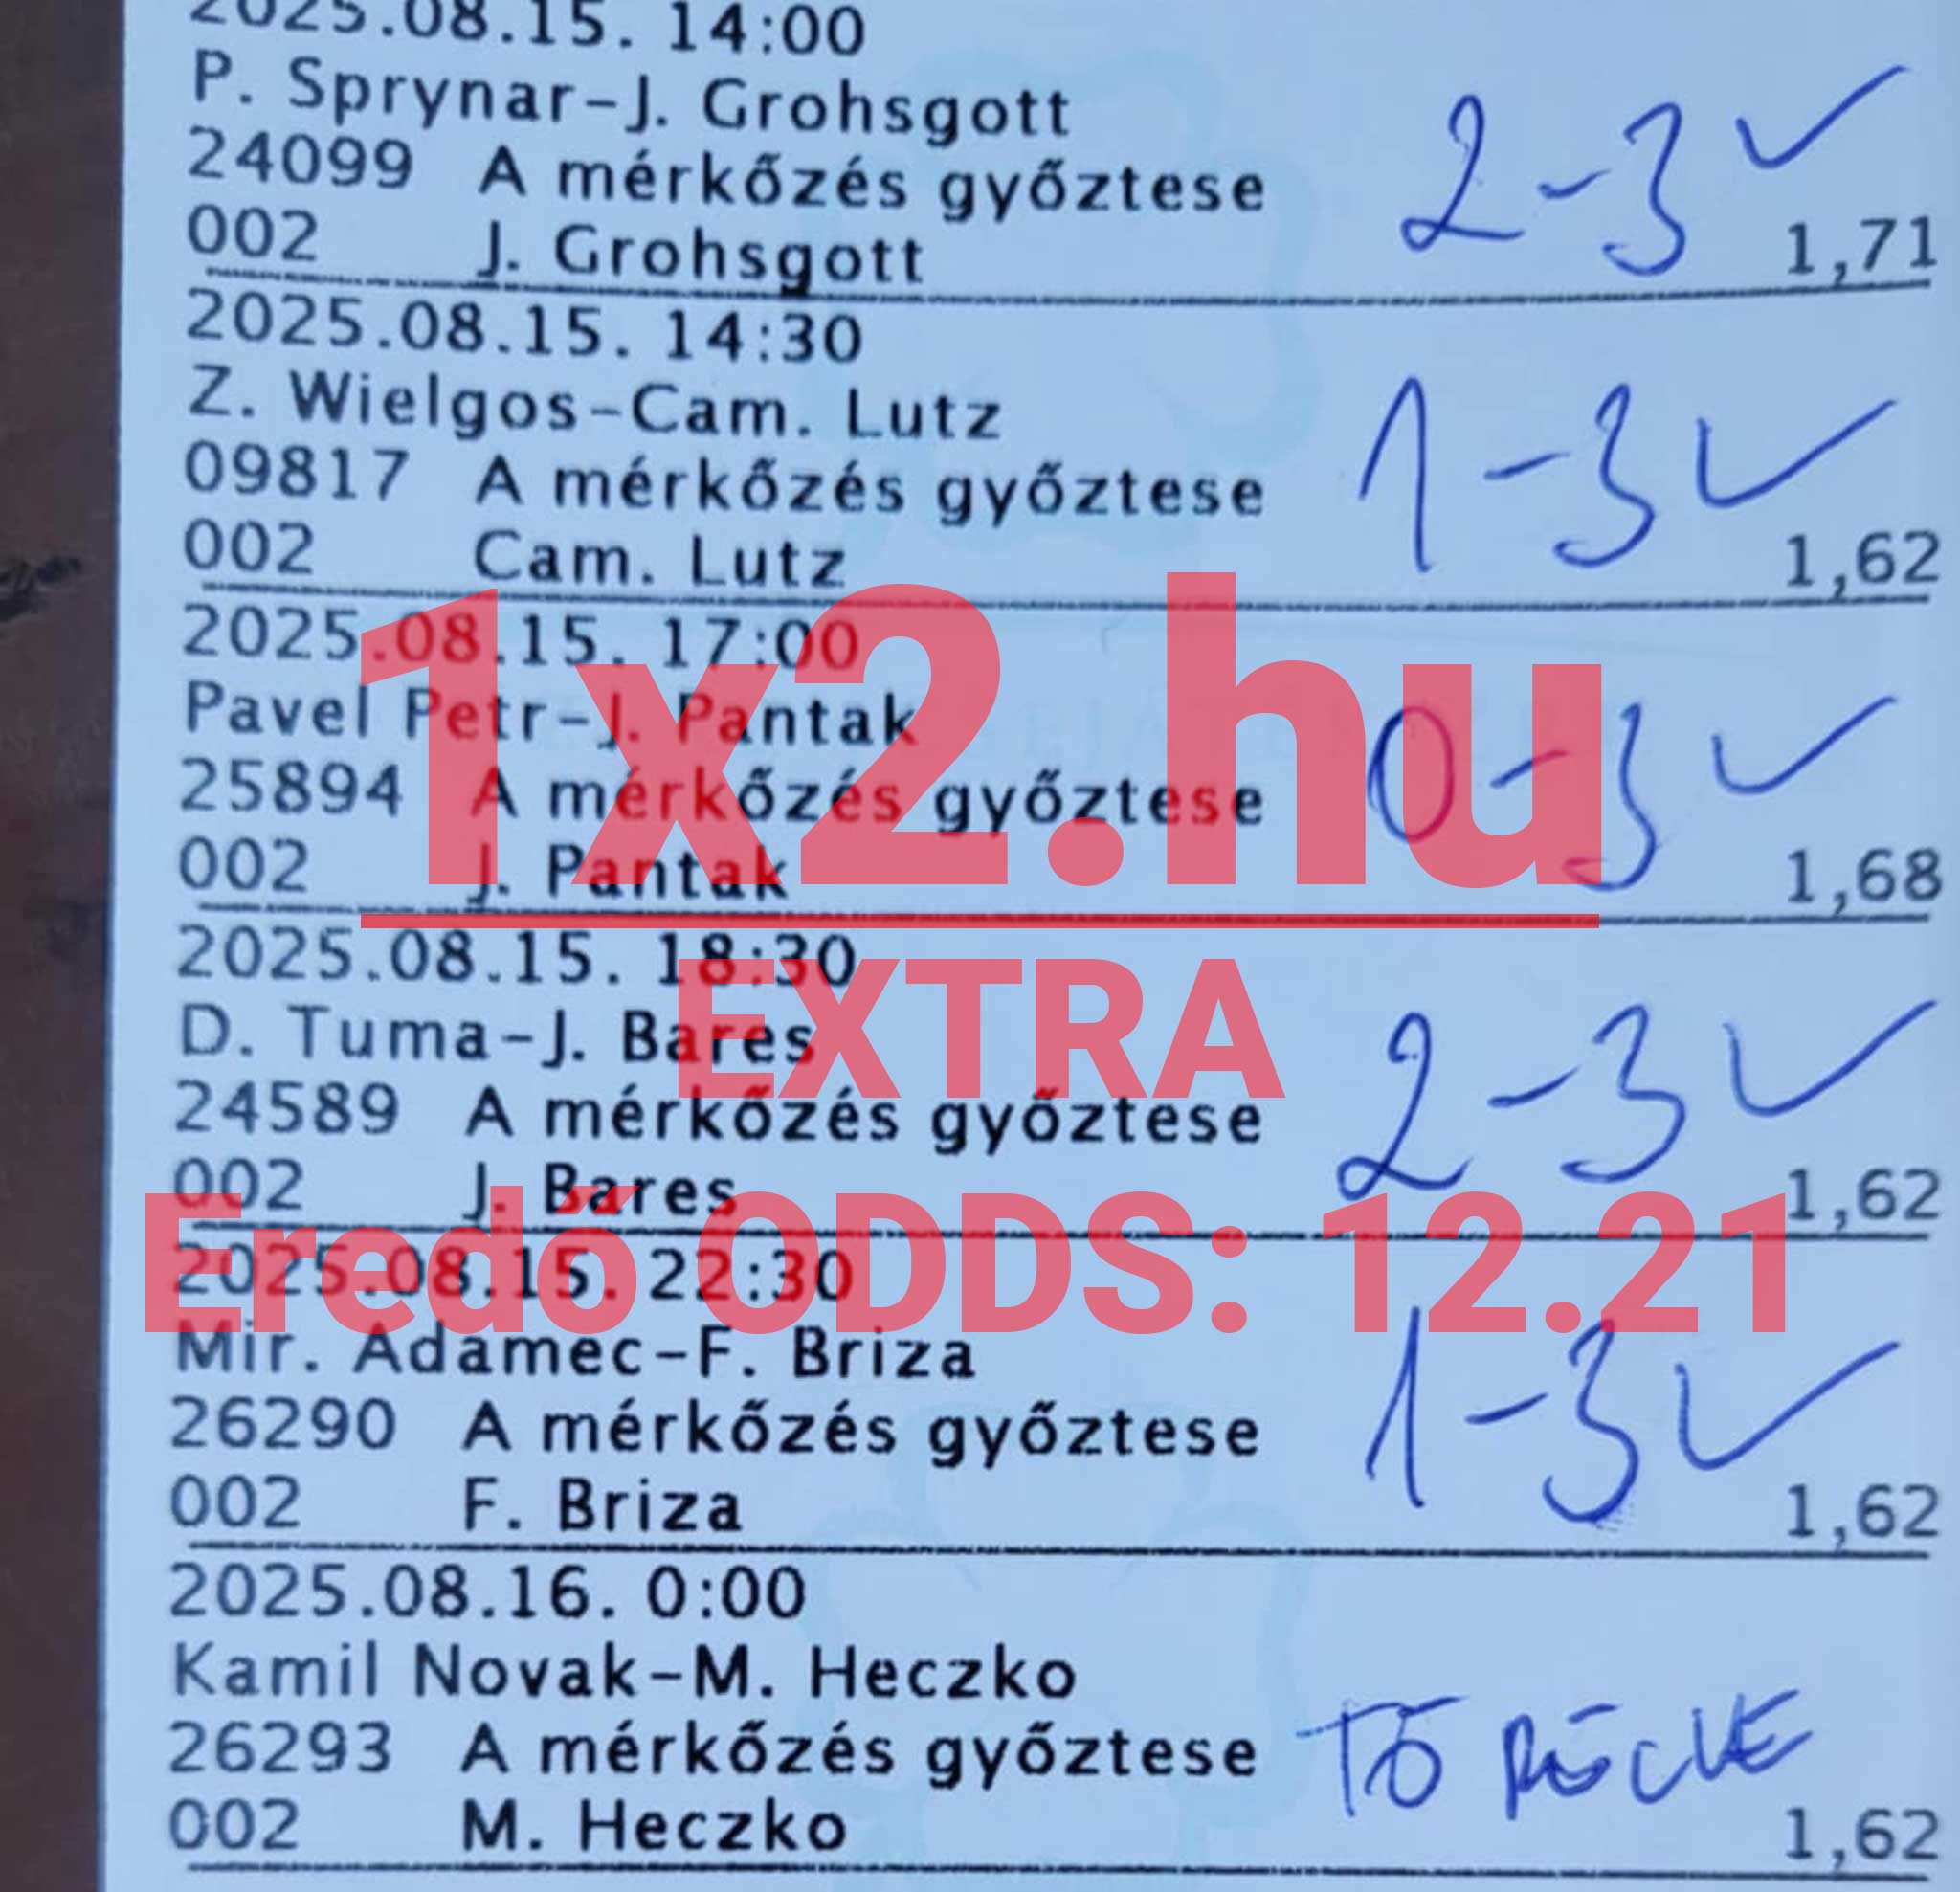 2025.08.15. 14:00
P. Sprynar-J. Grohsgott
24099 A mérkőzés győztese 2-3 ✓
002 J. Grohsgott 1,71
2025.08.15. 14:30
Z. Wielgos-Cam. Lutz
09817 A mérkőzés győztese 1-3 ✓
002 Cam. Lutz 1,62
2025.08.15. 17:00
Pavel Petr-J. Pantak
25894 A mérkőzés győztese 0-3 ✓
002 J. Pantak 1,68
1x2.hu
2025.08.15. 18:30
EXTRA
D. Tuma-J. Bares
24589 A mérkőzés győztese 2-3 ✓
002 J. Bares 1,62
Eredő ODDS: 12.21
2025.08.15. 22:30
Mir. Adamec-F. Briza
26290 A mérkőzés győztese 1-3 ✓
002 F. Briza 1,62
2025.08.16. 0:00
Kamil Novak-M. Heczko
26293 A mérkőzés győztese
002 M. Heczko 1,62